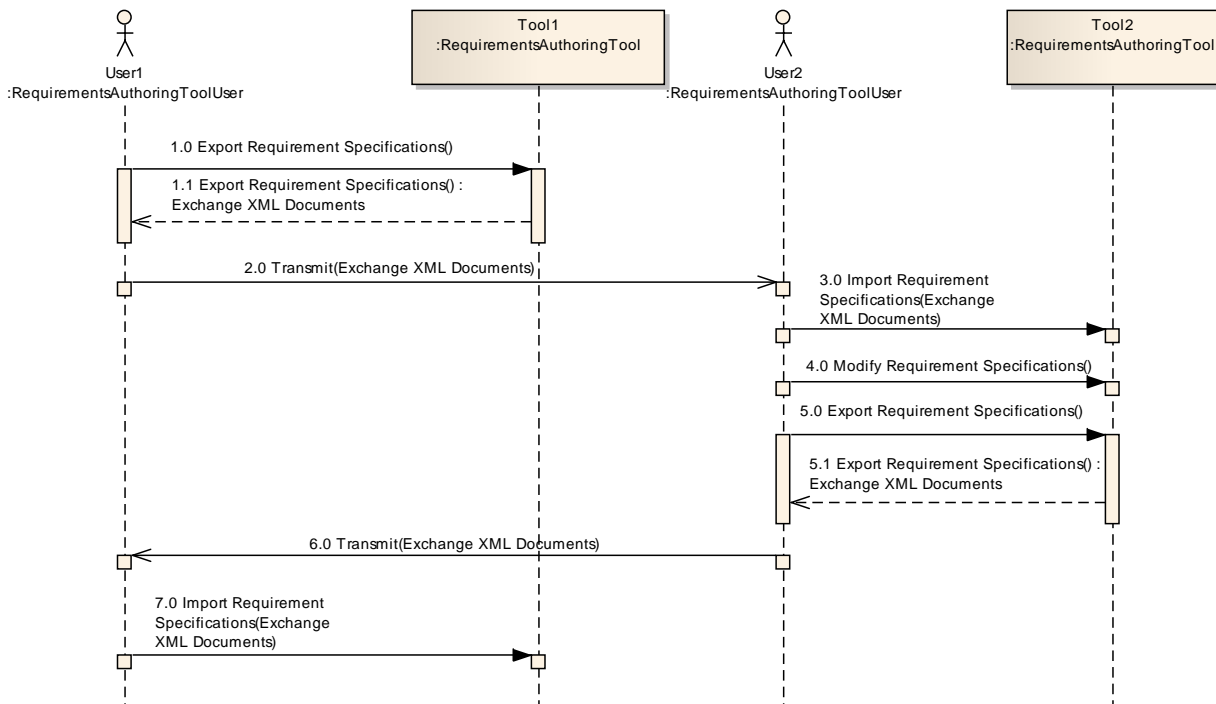 User1
:RequirementsAuthoringToolUser
Tool1
:RequirementsAuthoringTool
User2
:RequirementsAuthoringToolUser
Tool2
:RequirementsAuthoringTool
1.0 Export Requirement Specifications()
1.1 Export Requirement Specifications() :
Exchange XML Documents
2.0 Transmit(Exchange XML Documents)
3.0 Import Requirement
Specifications(Exchange
XML Documents)
4.0 Modify Requirement Specifications()
5.0 Export Requirement Specifications()
5.1 Export Requirement Specifications() :
Exchange XML Documents
6.0 Transmit(Exchange XML Documents)
7.0 Import Requirement
Specifications(Exchange
XML Documents)